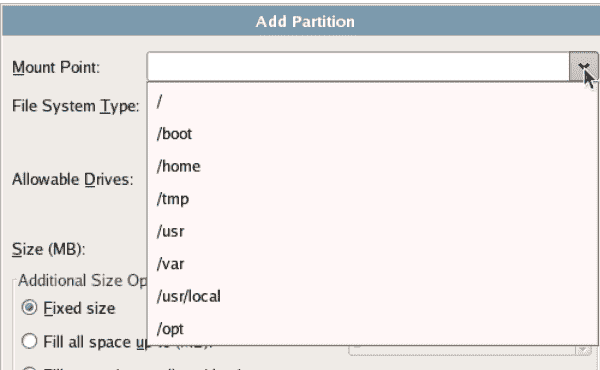 Add Partition
Mount Point:
File System Type:
/
/boot
/home
/tmp
Allowable Drives:
/usr
/var
Size (MB):
/usr/local
Additional Size Op
Fixed size
/opt
Fill all space up